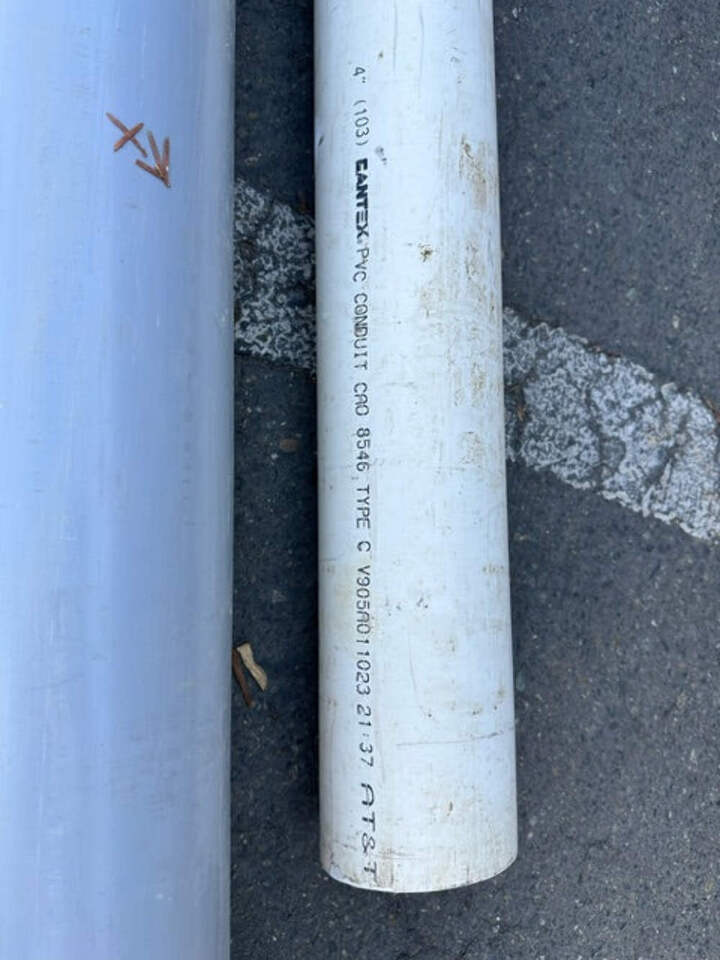 4" (103) CANTEX PVC CONDUIT CAO 8546 TYPE C V905A011023 21:37 AT&T